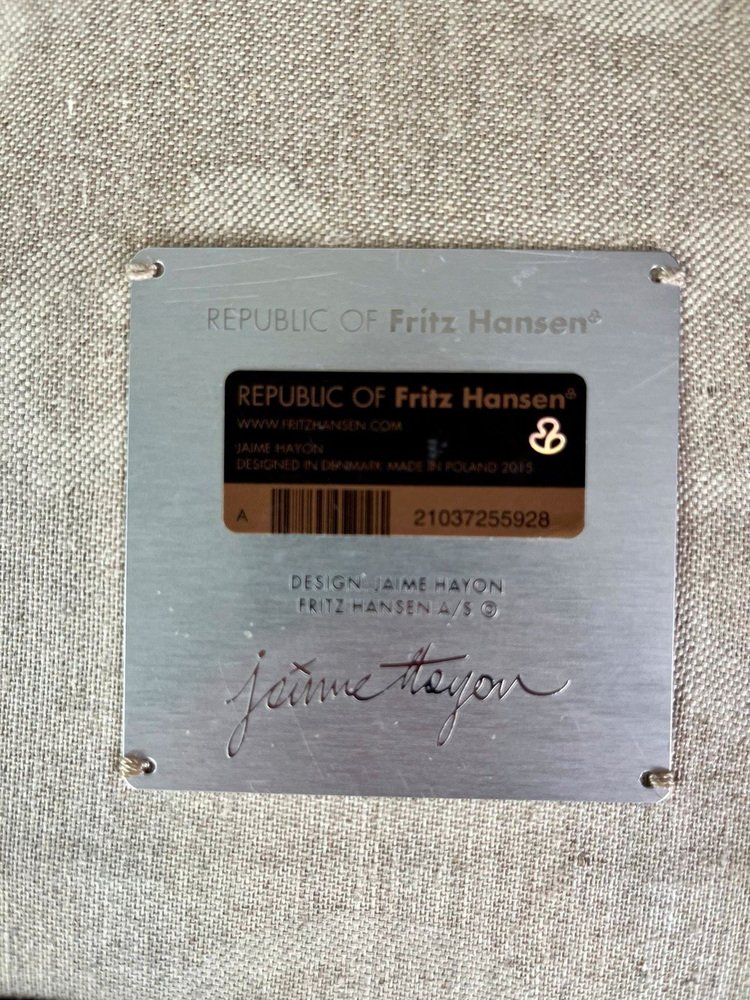 REPUBLIC OF Fritz Hansen
REPUBLIC OF Fritz Hansen
WWW.FRITZHANSEN.COM
JAIME HAYON
DESIGNED IN DENMARK MADE IN POLAND 2015
A 21037255928
DESIGN JAIME HAYON
FRITZ HANSEN A/S ©
jaime Hayon